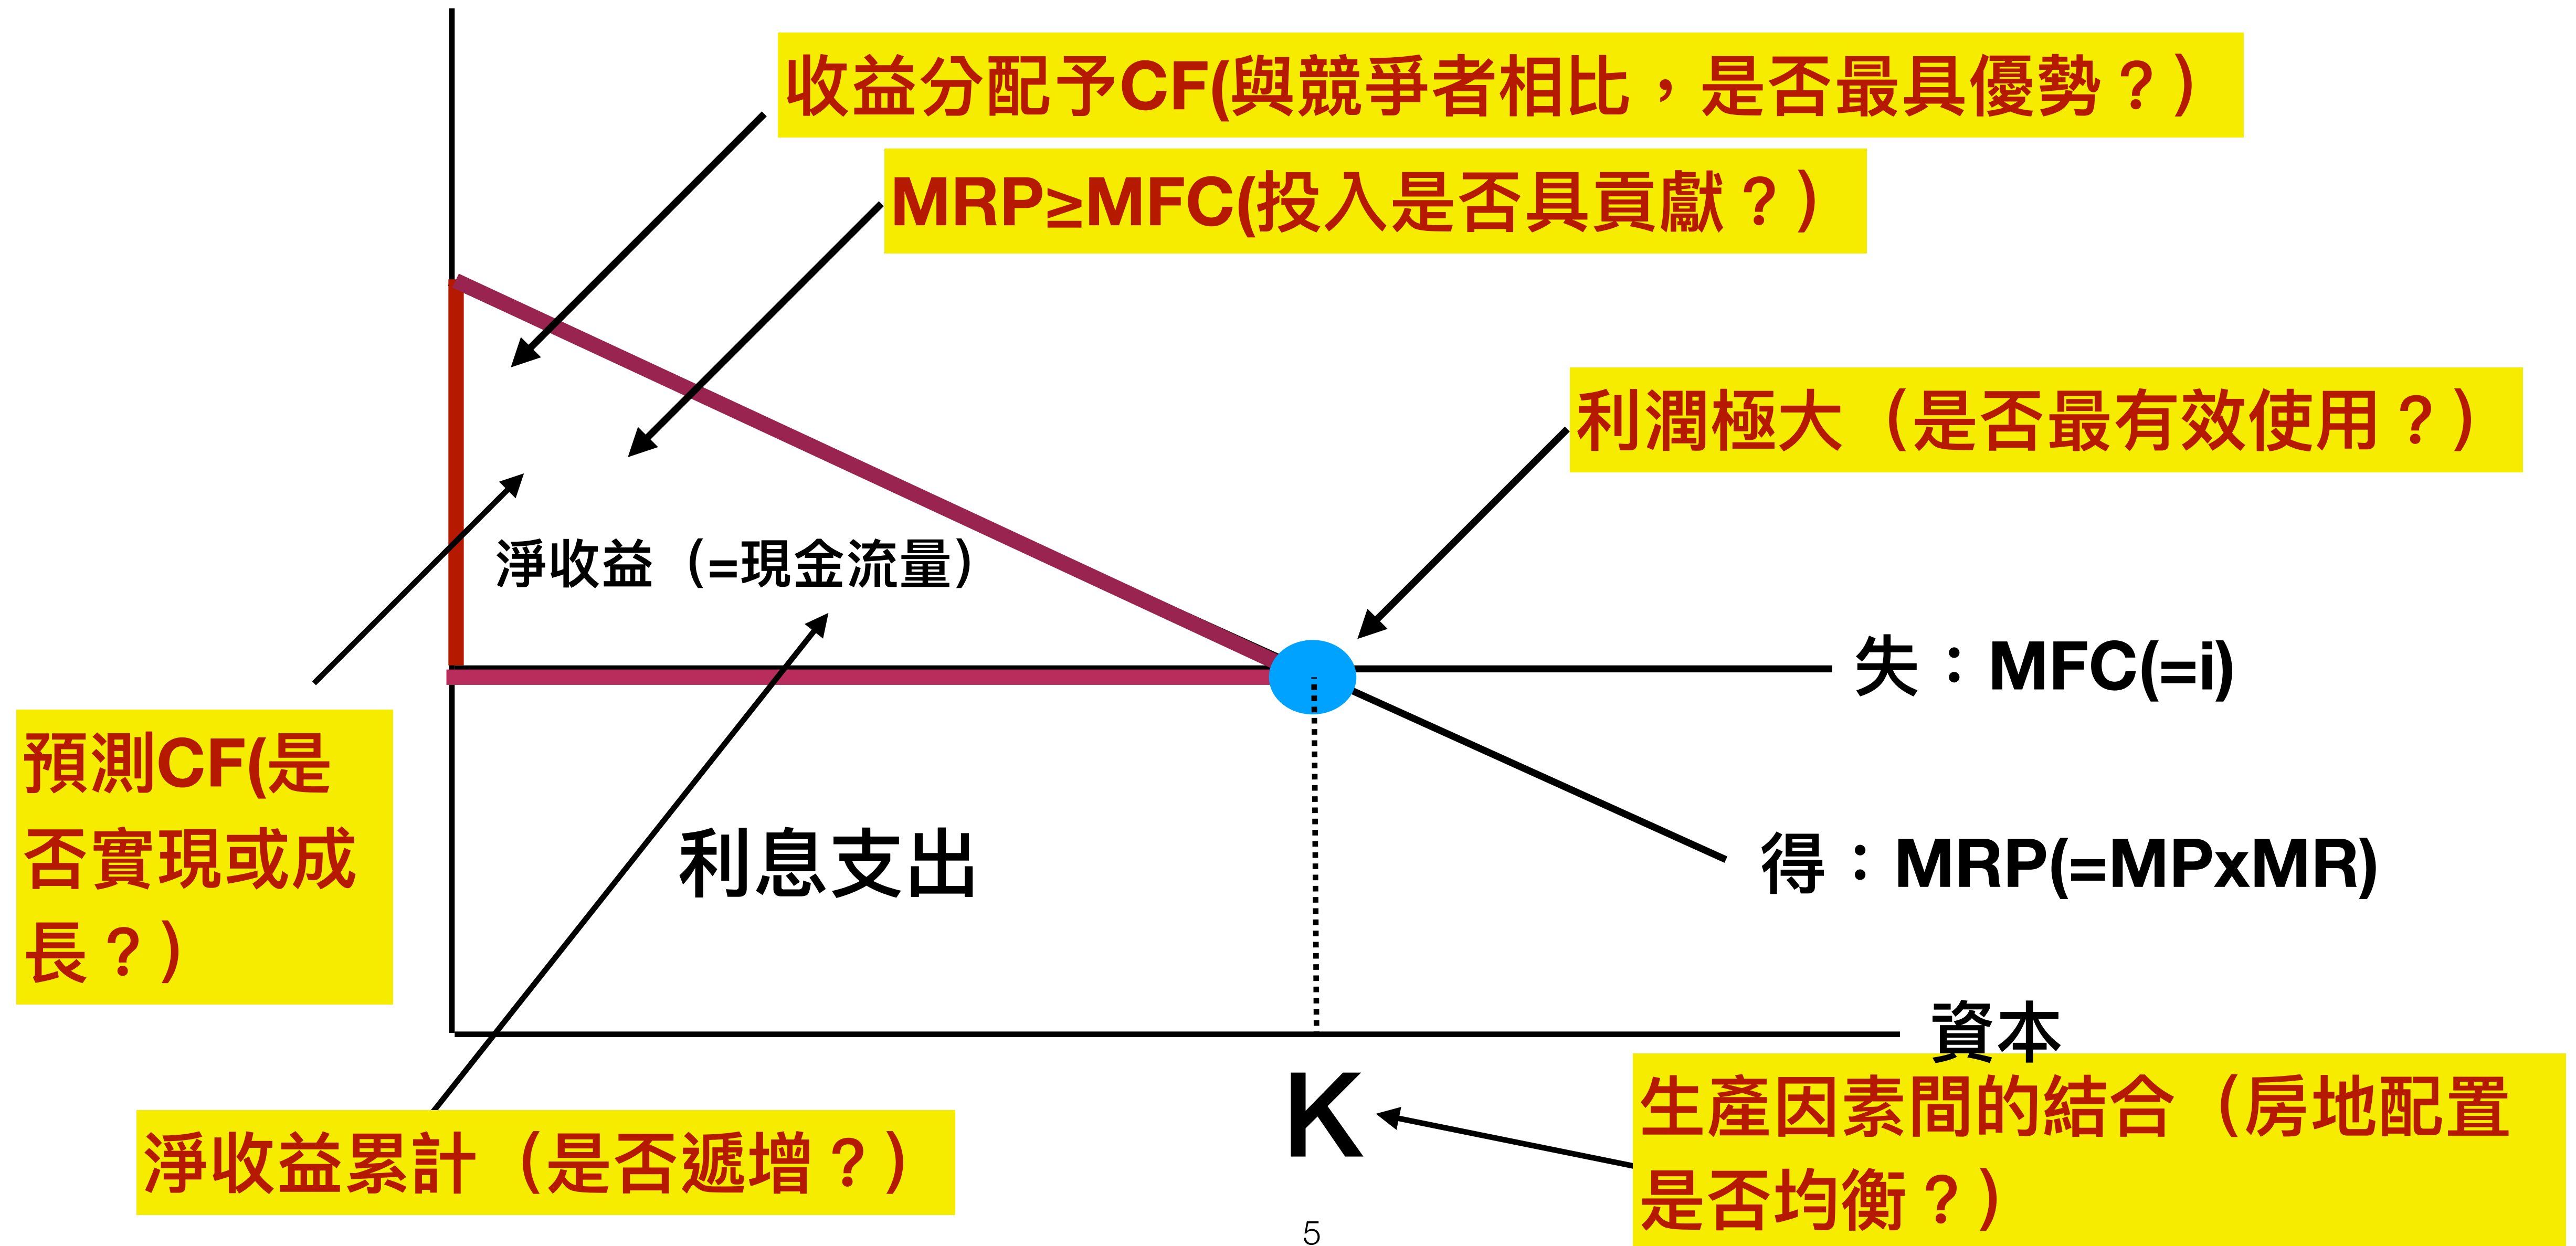 收益分配予CF(與競爭者相比，是否最具優勢？)
MRP≥MFC(投入是否具貢獻？)
利潤極大（是否最有效使用？）
淨收益（=現金流量）
失：MFC(=i)
預測CF(是
否實現或成
長？)
利息支出
得：MRP(=MPxMR)
資本
K
生產因素間的結合（房地配置
是否均衡？)
淨收益累計（是否遞增？）
5